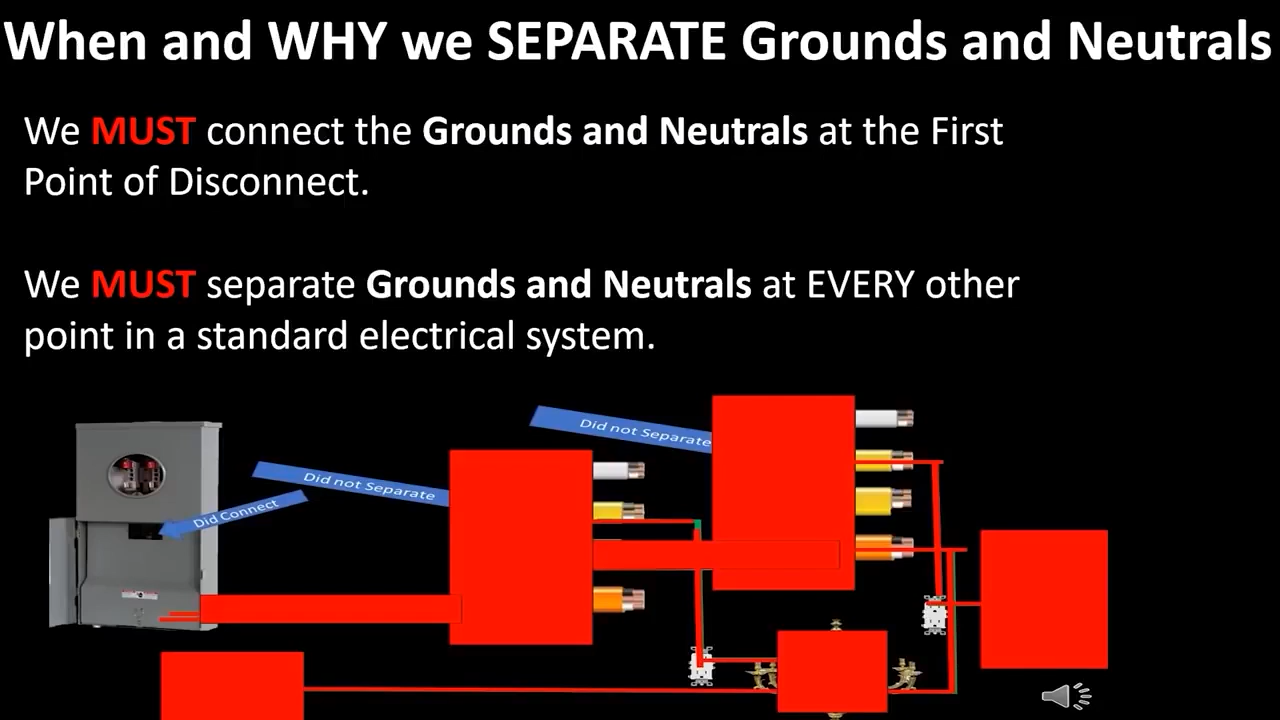 When and WHY we SEPARATE Grounds and Neutrals
We MUST connect the Grounds and Neutrals at the First
Point of Disconnect.
We MUST separate Grounds and Neutrals at EVERY other
point in a standard electrical system.
Did not Separate
Did not Separate
Did Connect